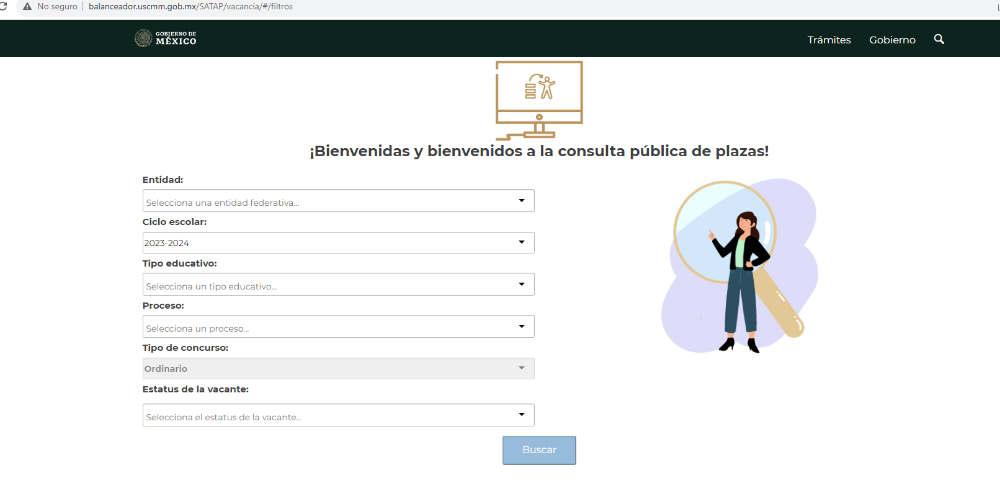 No seguro
balanceador.uscmm.gob.mx/SATAP/vacancia/#/filtros
GOBIERNO DE
MÉXICO
Trámites
Gobierno
¡Bienvenidas y bienvenidos a la consulta pública de plazas!
Entidad:
Selecciona una entidad federativa...
Ciclo escolar:
2023-2024
Tipo educativo:
Selecciona un tipo educativo...
Proceso:
Selecciona un proceso...
Tipo de concurso:
Ordinario
Estatus de la vacante:
Selecciona el estatus de la vacante...
Buscar